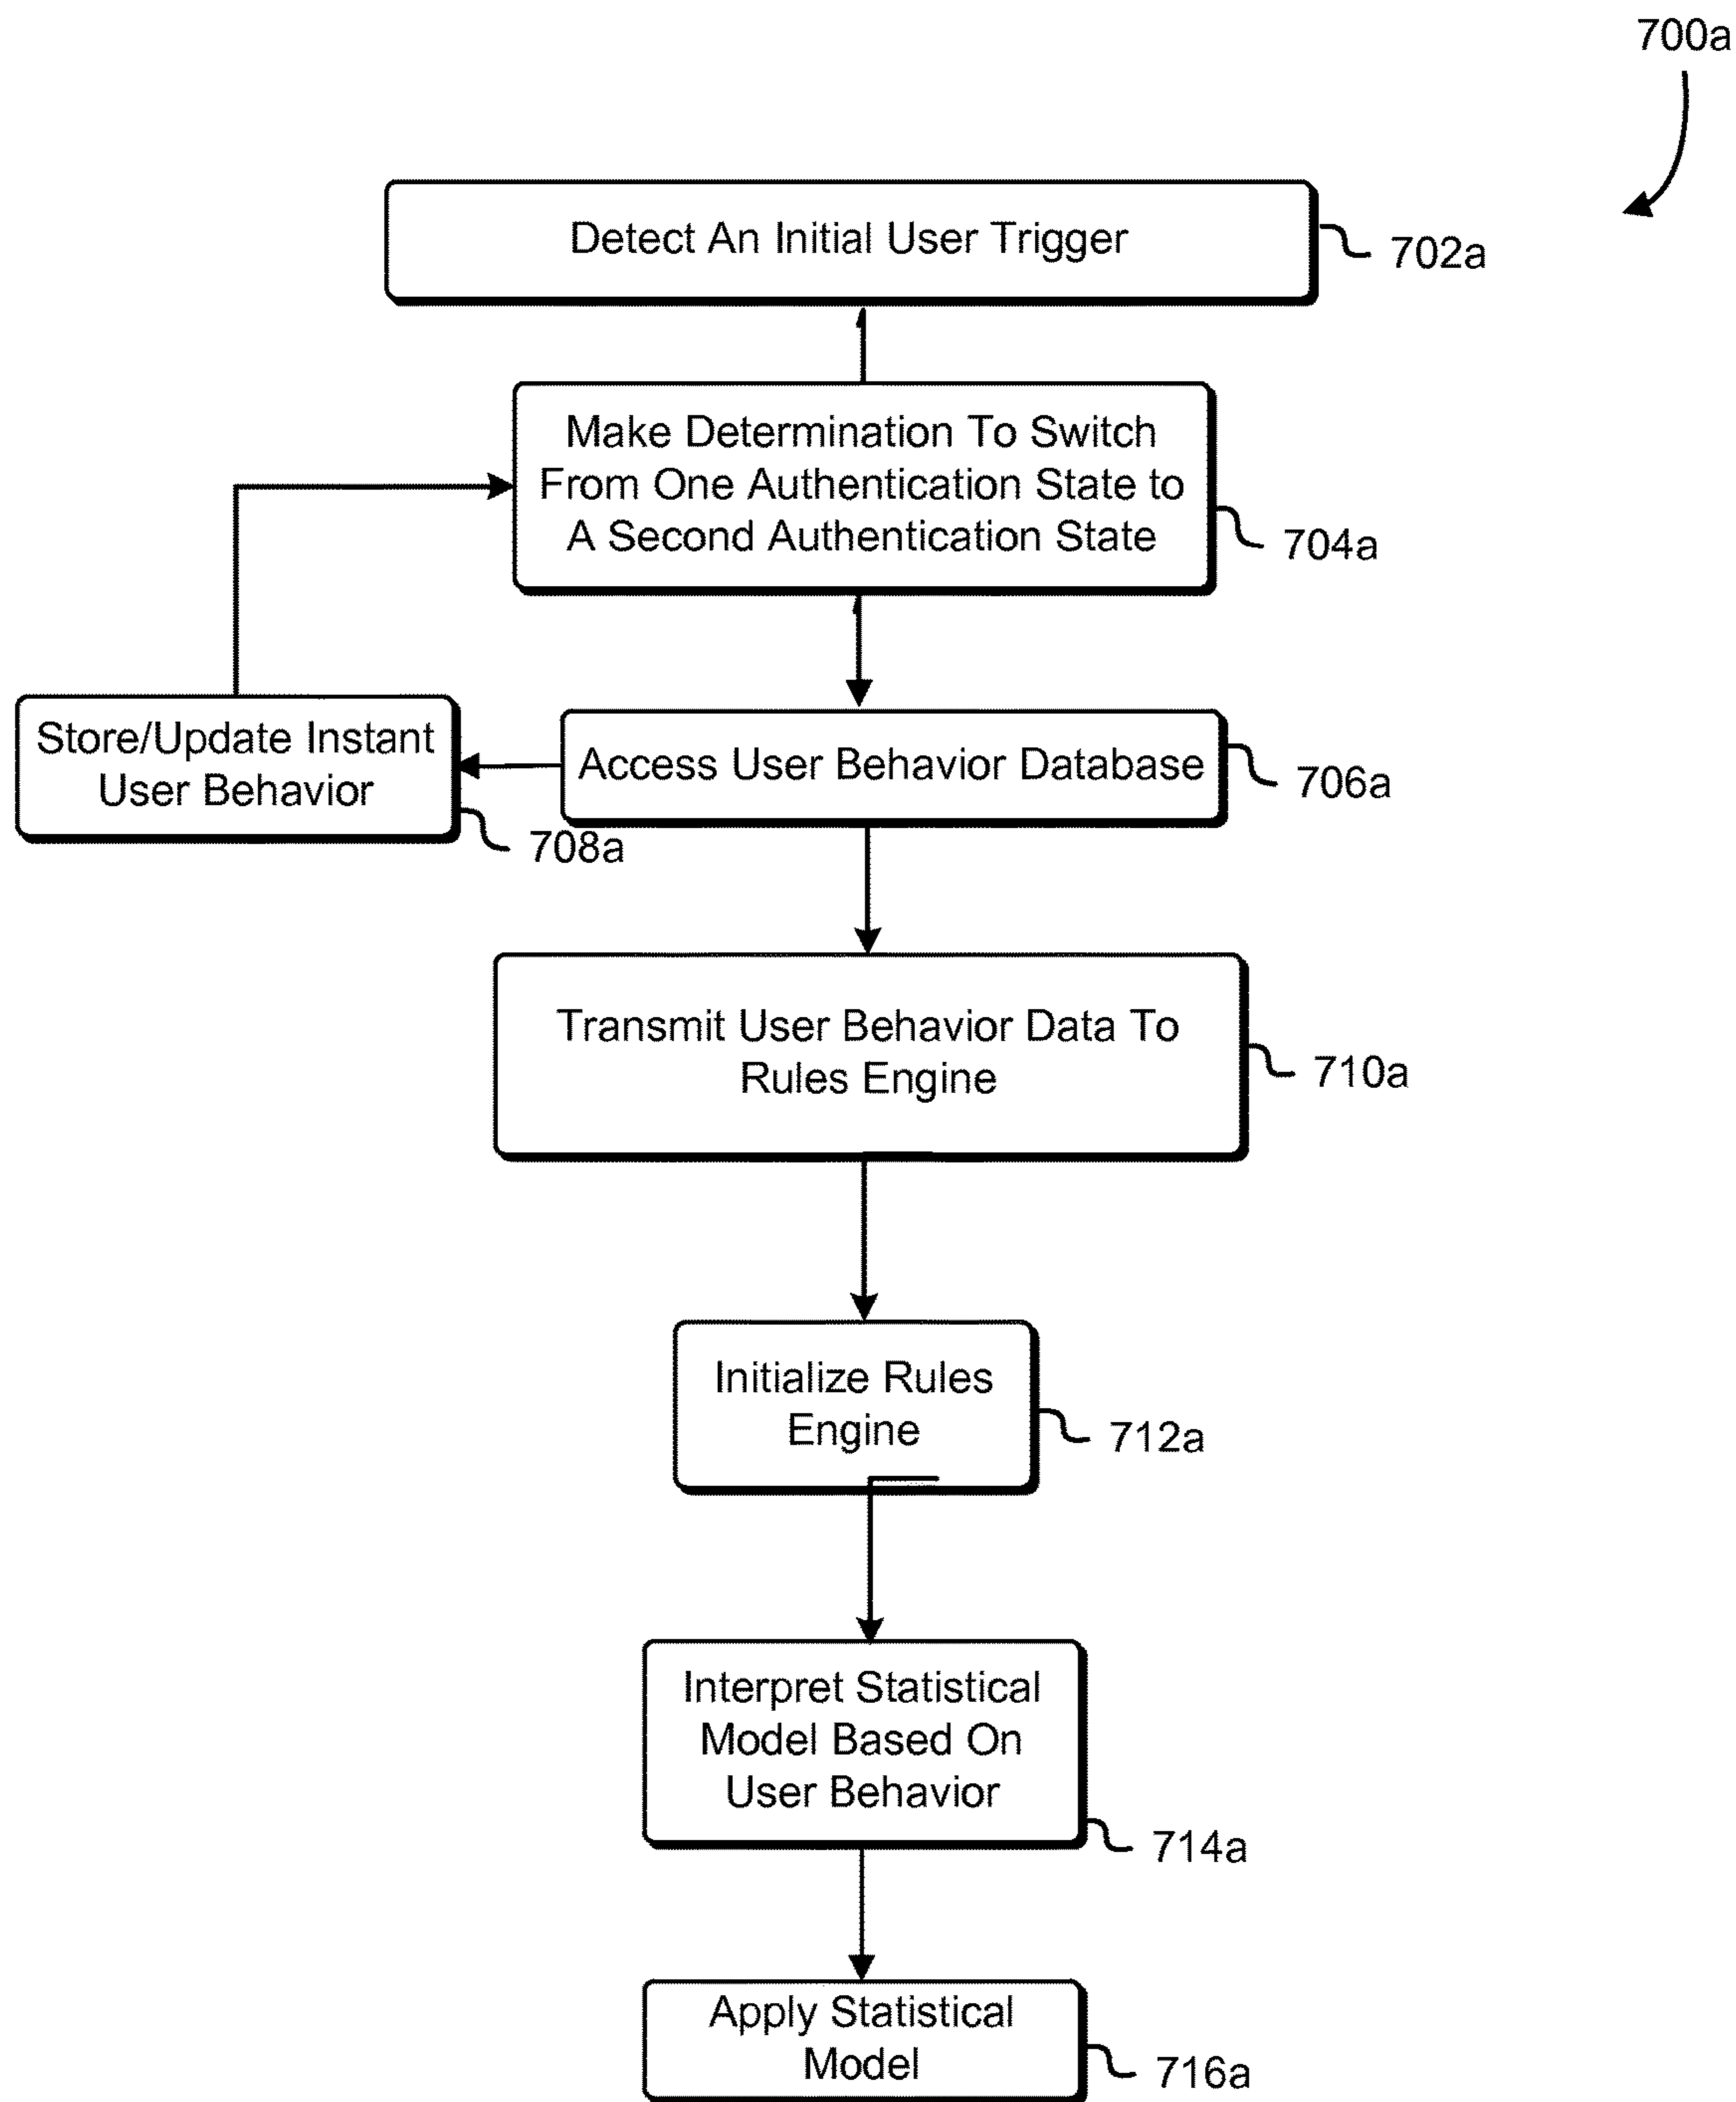 700a
Detect An Initial User Trigger
702a
Make Determination To Switch
From One Authentication State to
A Second Authentication State
704a
Store/Update Instant
User Behavior
708a
Access User Behavior Database
706a
Transmit User Behavior Data To
Rules Engine
710a
Initialize Rules
Engine
712a
Interpret Statistical
Model Based On
User Behavior
714a
Apply Statistical
Model
716a